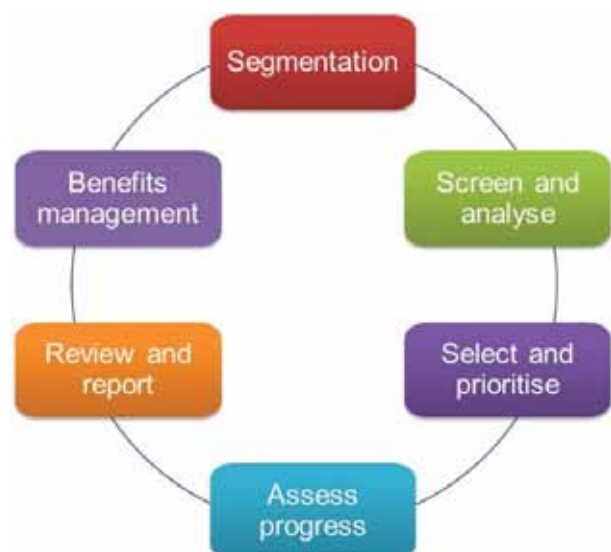 Segmentation
Screen and
analyse
Select and
prioritise
Assess
progress
Review and
report
Benefits
management